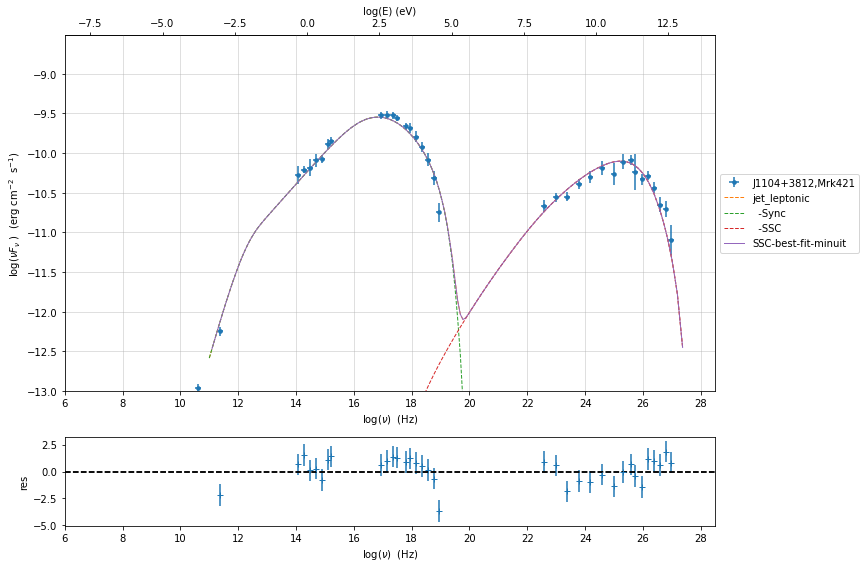 log(E) (eV)
−7.5 −5.0 −2.5 0.0 2.5 5.0 7.5 10.0 12.5
log(νFν ) (erg cm⁻² s⁻¹)
−9.0
−9.5
−10.0
−10.5
−11.0
−11.5
−12.0
−12.5
−13.0
6 8 10 12 14 16 18 20 22 24 26 28
log(ν) (Hz)
J1104+3812,Mrk421
jet_leptonic
-Sync
-SSC
SSC-best-fit-minuit
res
2.5
0.0
−2.5
−5.0
6 8 10 12 14 16 18 20 22 24 26 28
log(ν) (Hz)